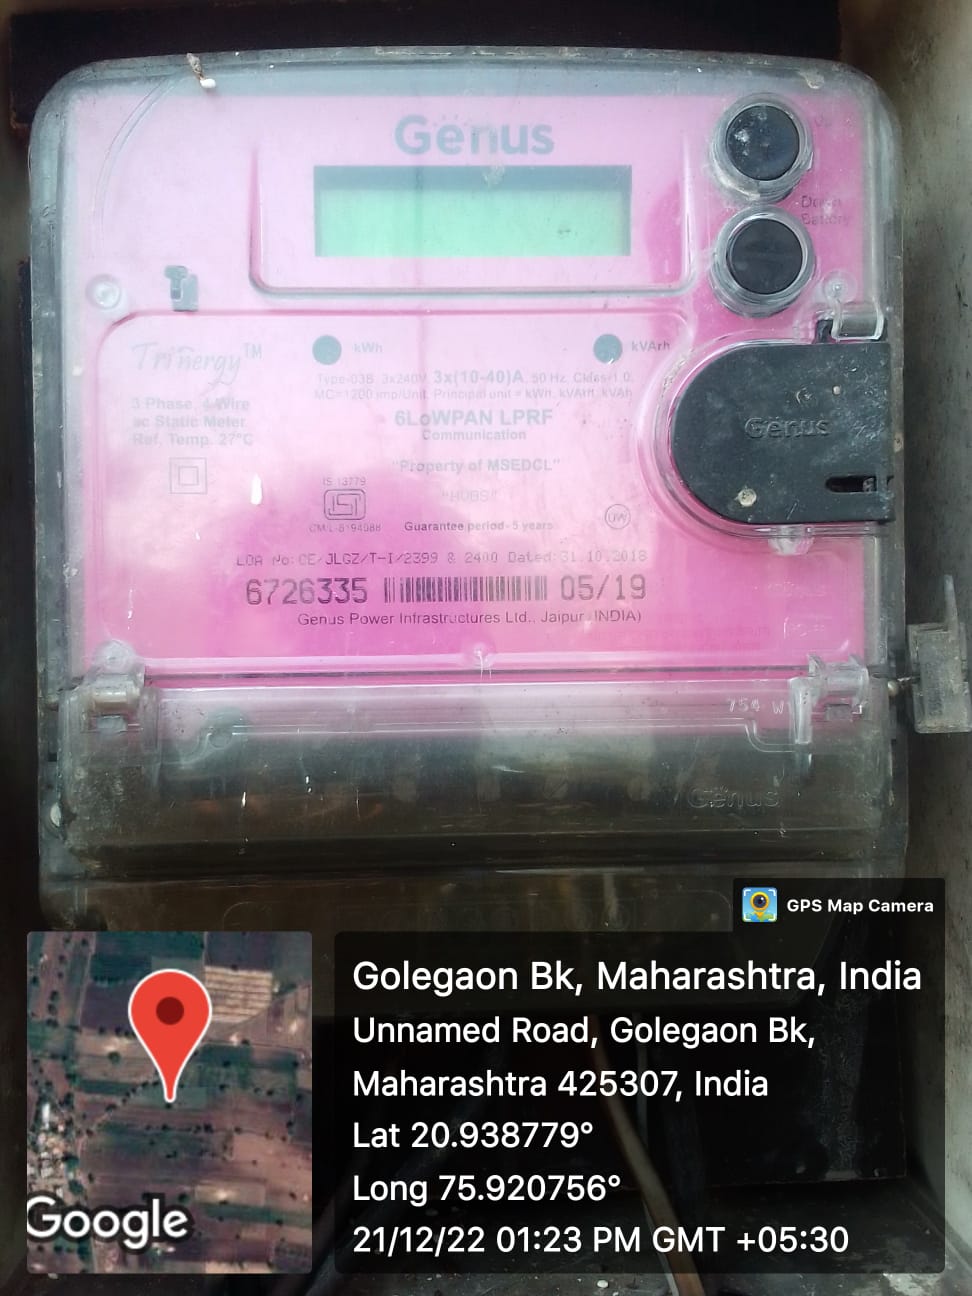 Genus
Down
Battery
Trinergy™
kWh
kVArh
Type-03B, 3x240V, 3x(10-40)A, 50 Hz, Class-1.0,
MC=1200 imp/Unit, Principal unit = kWh, kVArh, kVAh
3 Phase, 4 Wire
ac Static Meter
Ref. Temp. 27°C
6LoWPAN LPRF
Communication
"Property of MSEDCL"
IS 13779
CM/L-8194988
Guarantee period-5 years
LOA No:CE/JLGZ/T-I/2399 & 2400 Dated:31.10.2018
6726335 05/19
Genus Power Infrastructures Ltd., Jaipur (INDIA)
Genus
754 W
Genus
GPS Map Camera
Golegaon Bk, Maharashtra, India
Unnamed Road, Golegaon Bk,
Maharashtra 425307, India
Lat 20.938779°
Long 75.920756°
21/12/22 01:23 PM GMT +05:30
Google